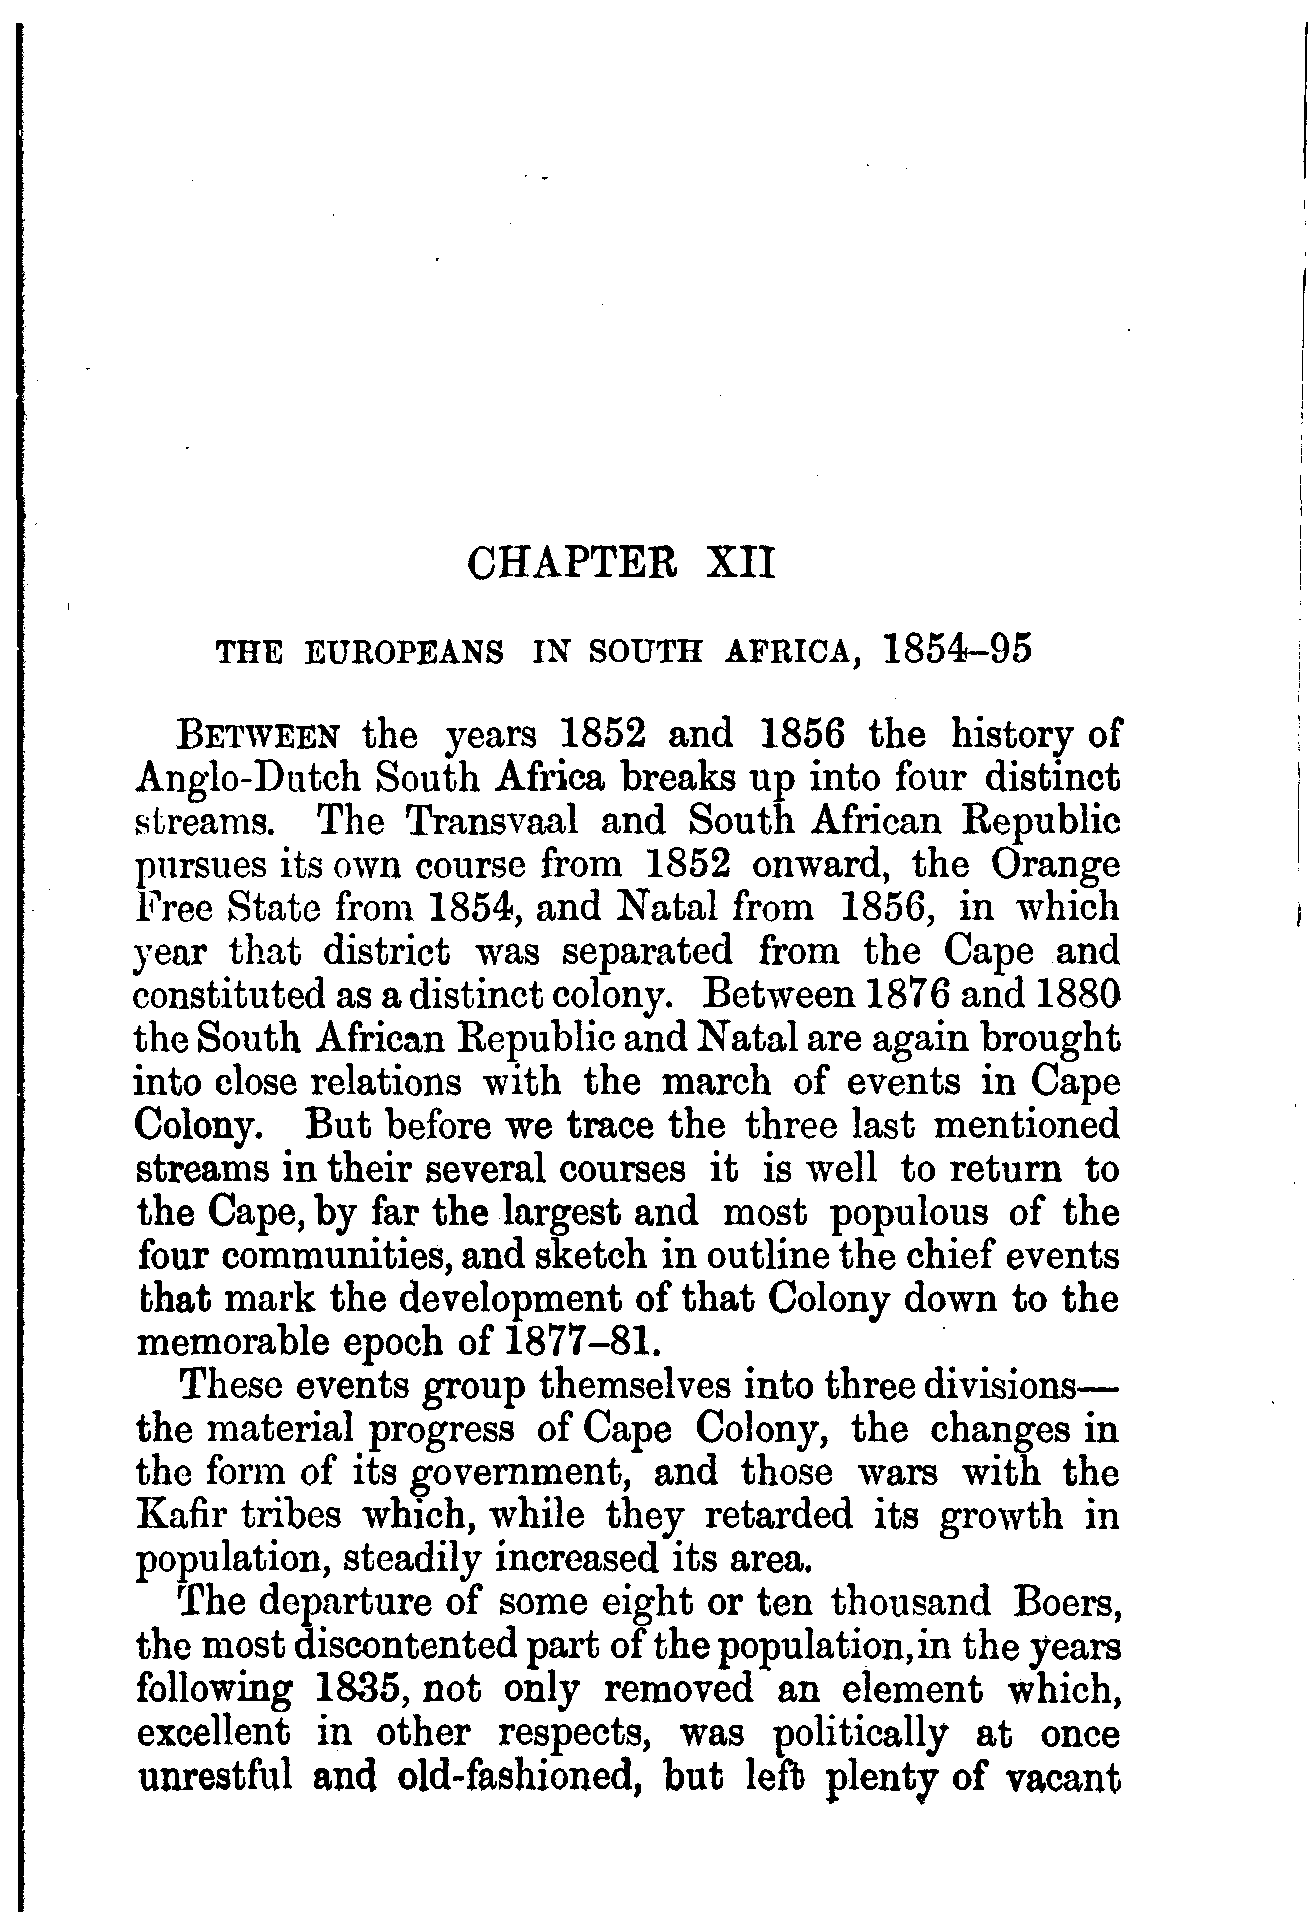 CHAPTER XII
THE EUROPEANS IN SOUTH AFRICA, 1854–95
BETWEEN the years 1852 and 1856 the history of
Anglo-Dutch South Africa breaks up into four distinct
streams. The Transvaal and South African Republic
pursues its own course from 1852 onward, the Orange
Free State from 1854, and Natal from 1856, in which
year that district was separated from the Cape and
constituted as a distinct colony. Between 1876 and 1880
the South African Republic and Natal are again brought
into close relations with the march of events in Cape
Colony. But before we trace the three last mentioned
streams in their several courses it is well to return to
the Cape, by far the largest and most populous of the
four communities, and sketch in outline the chief events
that mark the development of that Colony down to the
memorable epoch of 1877–81.
These events group themselves into three divisions—
the material progress of Cape Colony, the changes in
the form of its government, and those wars with the
Kafir tribes which, while they retarded its growth in
population, steadily increased its area.
The departure of some eight or ten thousand Boers,
the most discontented part of the population, in the years
following 1835, not only removed an element which,
excellent in other respects, was politically at once
unrestful and old-fashioned, but left plenty of vacant